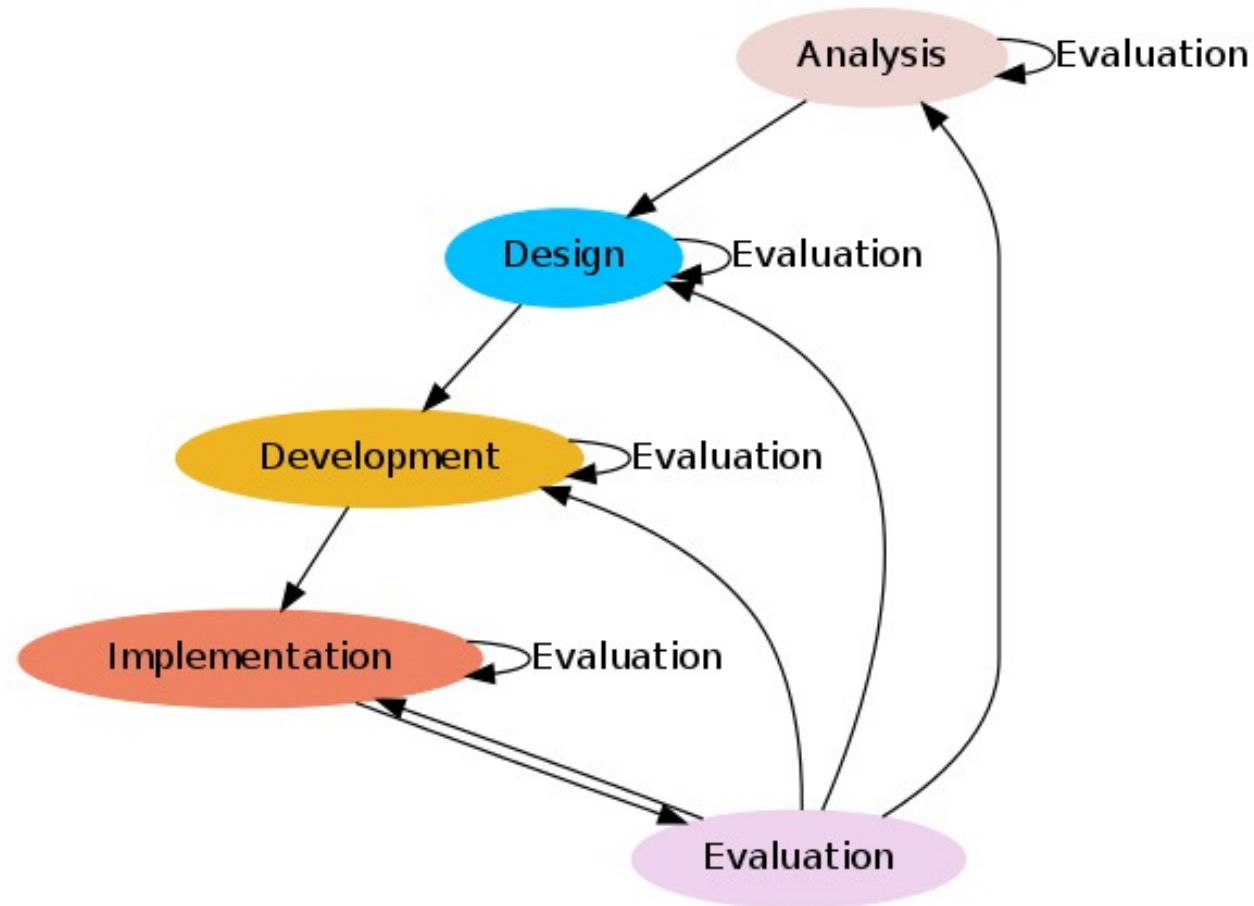 Analysis
Evaluation
Design
Evaluation
Development
Evaluation
Implementation
Evaluation
Evaluation